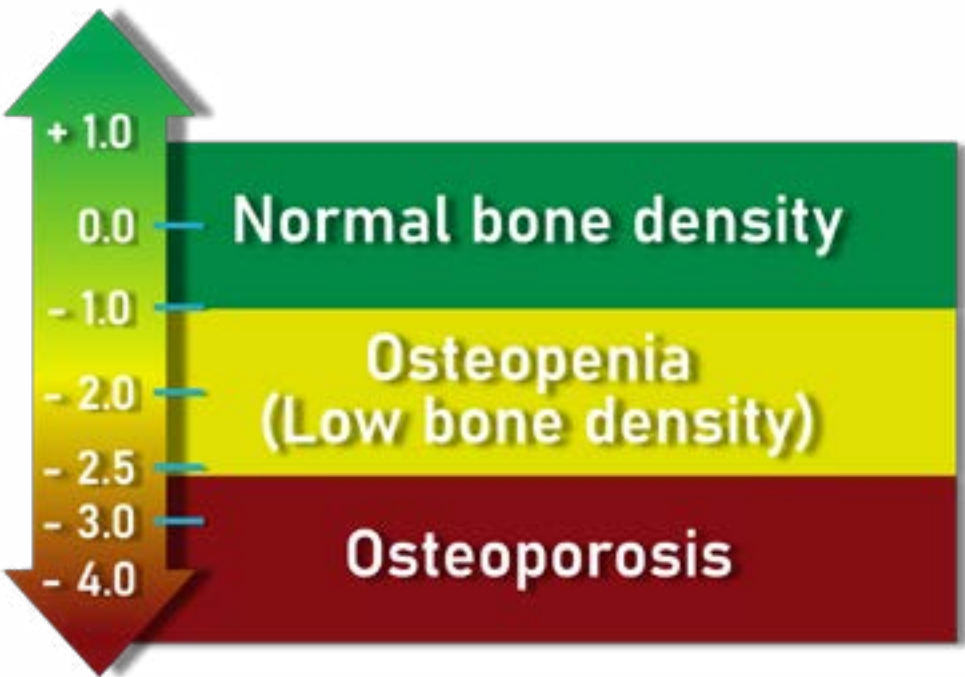 + 1.0
0.0
Normal bone density
- 1.0
Osteopenia
- 2.0
(Low bone density)
- 2.5
- 3.0
Osteoporosis
- 4.0